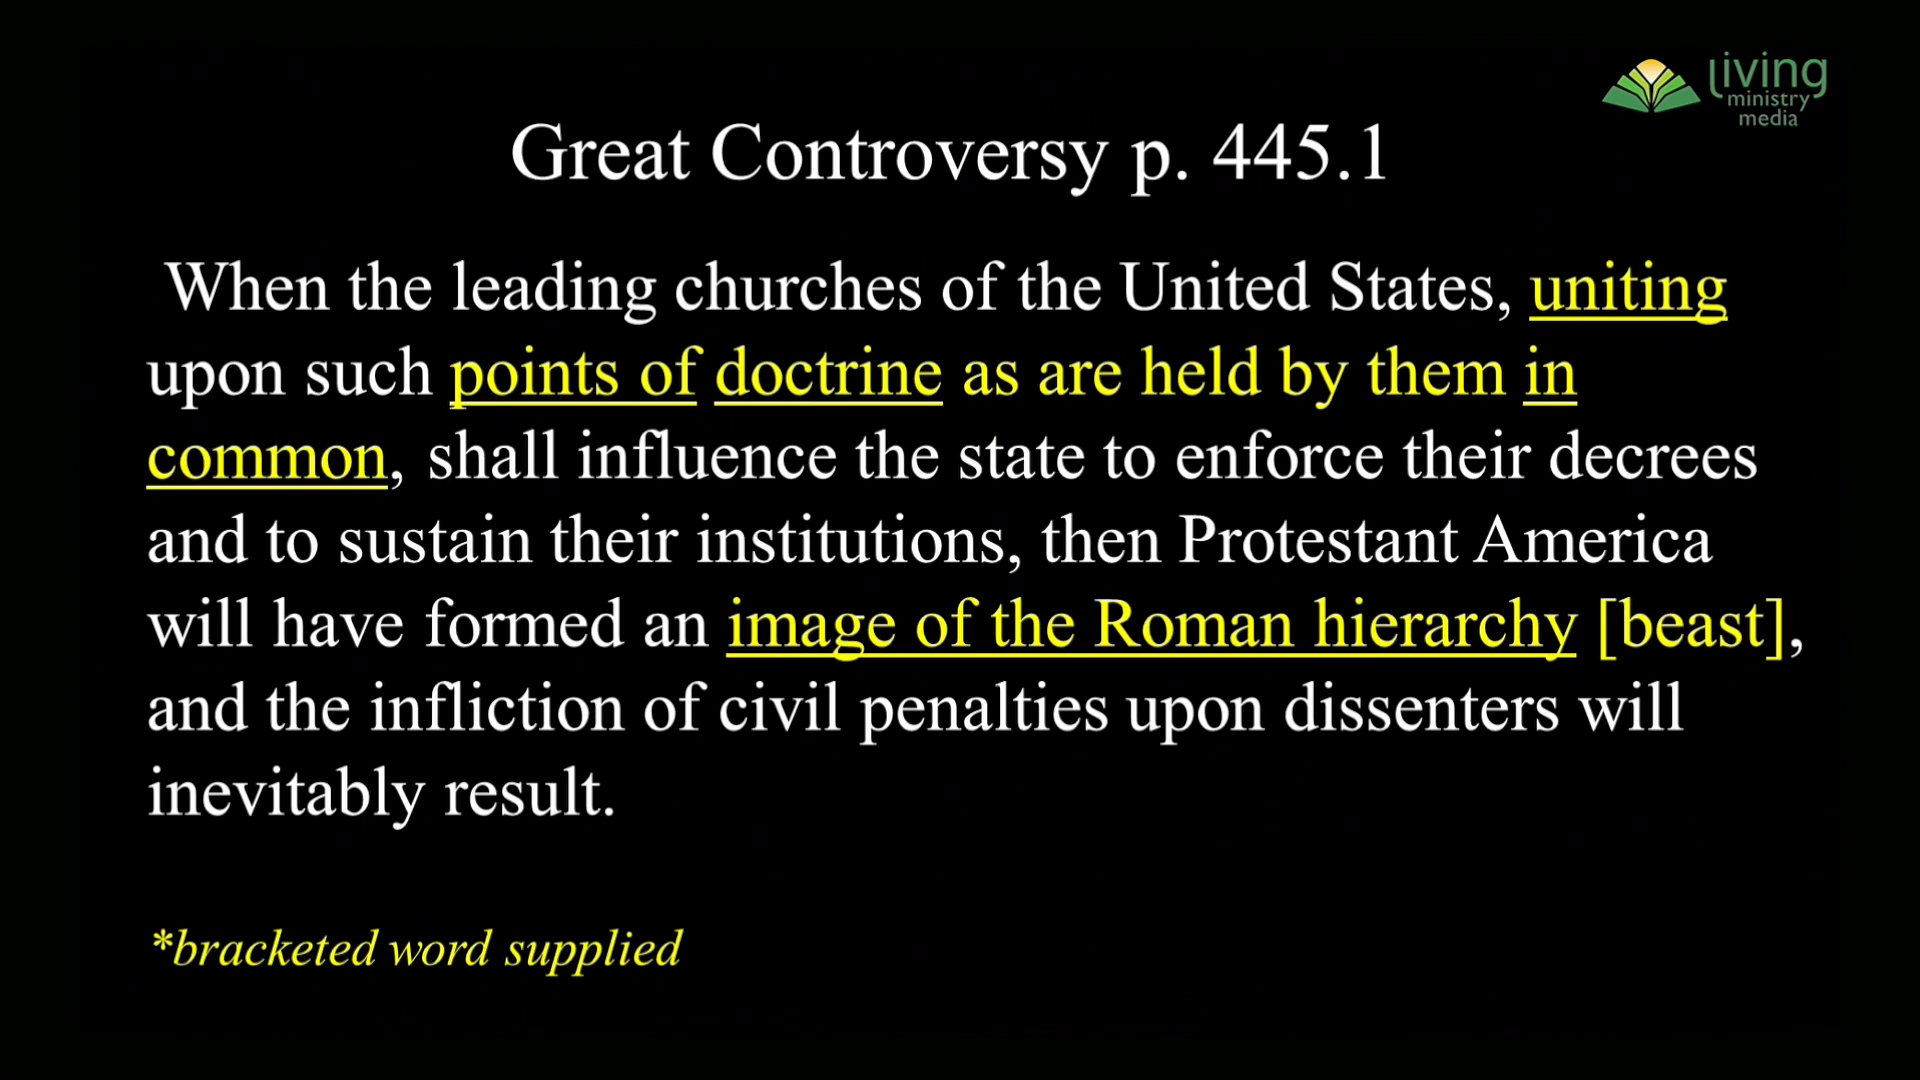 living
ministry
media
Great Controversy p. 445.1
When the leading churches of the United States, uniting
upon such points of doctrine as are held by them in
common, shall influence the state to enforce their decrees
and to sustain their institutions, then Protestant America
will have formed an image of the Roman hierarchy [beast],
and the infliction of civil penalties upon dissenters will
inevitably result.
*bracketed word supplied